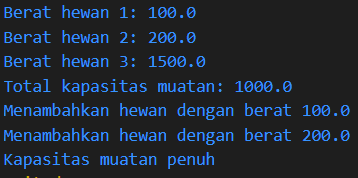 Berat hewan 1: 100.0
Berat hewan 2: 200.0
Berat hewan 3: 1500.0
Total kapasitas muatan: 1000.0
Menambahkan hewan dengan berat 100.0
Menambahkan hewan dengan berat 200.0
Kapasitas muatan penuh